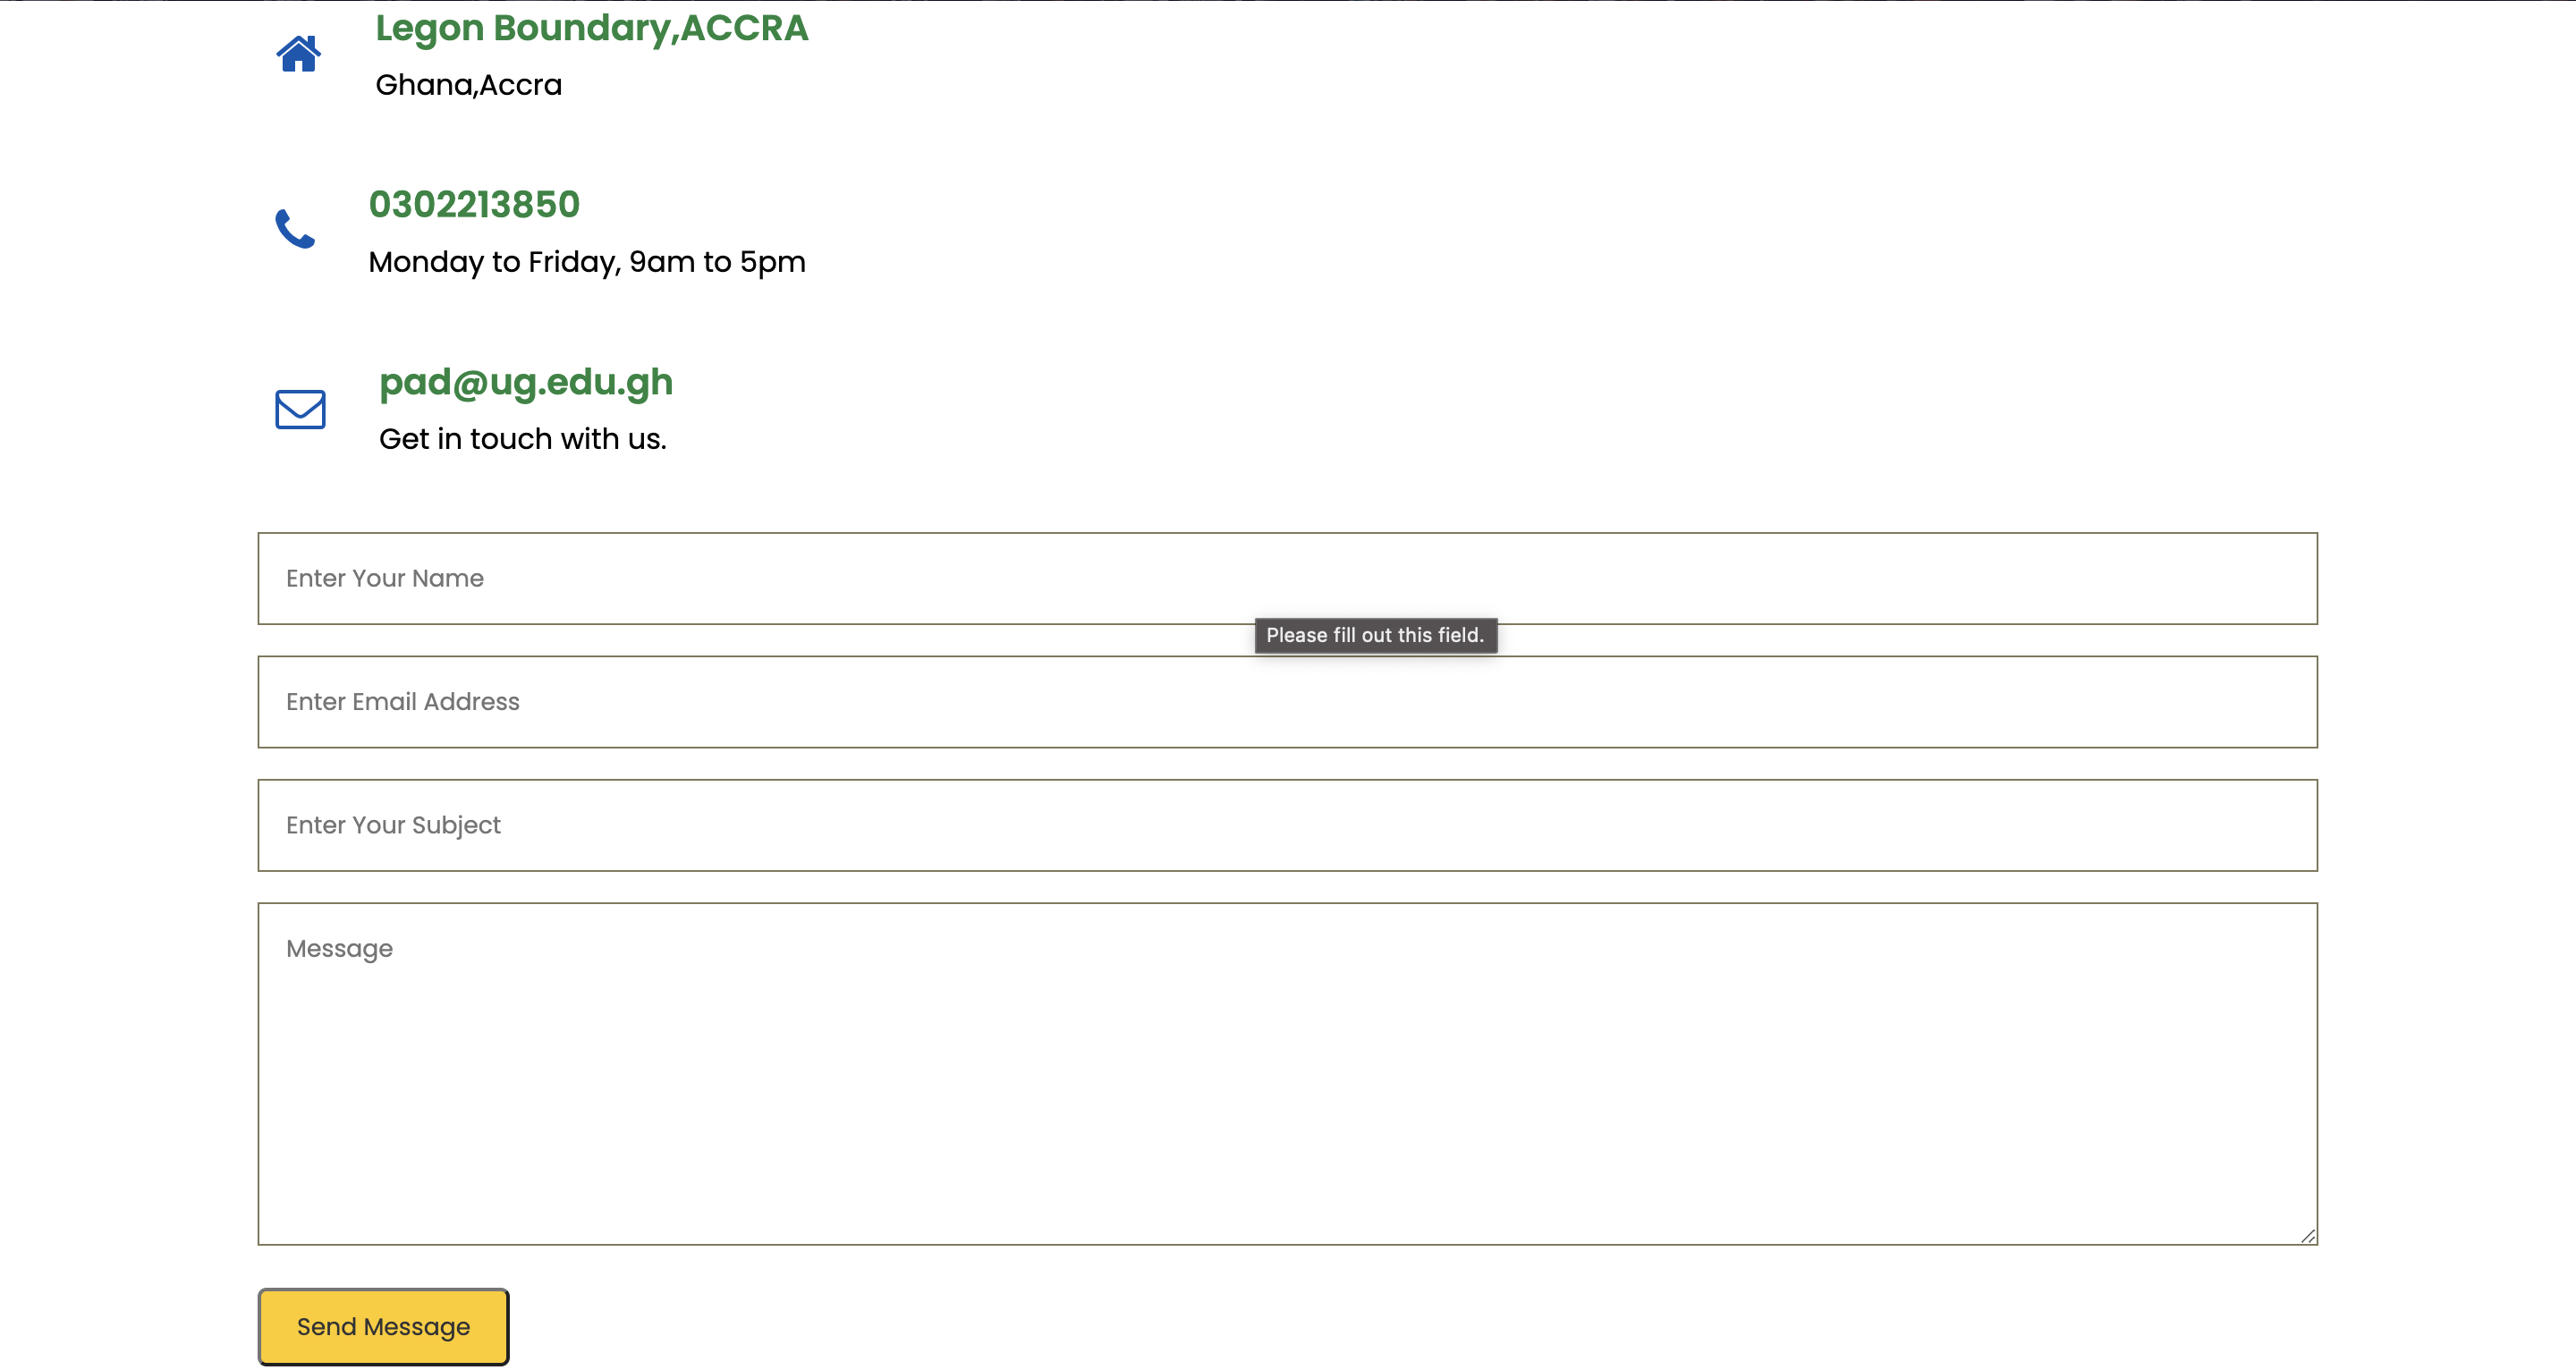 Legon Boundary,ACCRA
Ghana,Accra
0302213850
Monday to Friday, 9am to 5pm
pad@ug.edu.gh
Get in touch with us.
Enter Your Name
Please fill out this field.
Enter Email Address
Enter Your Subject
Message
Send Message